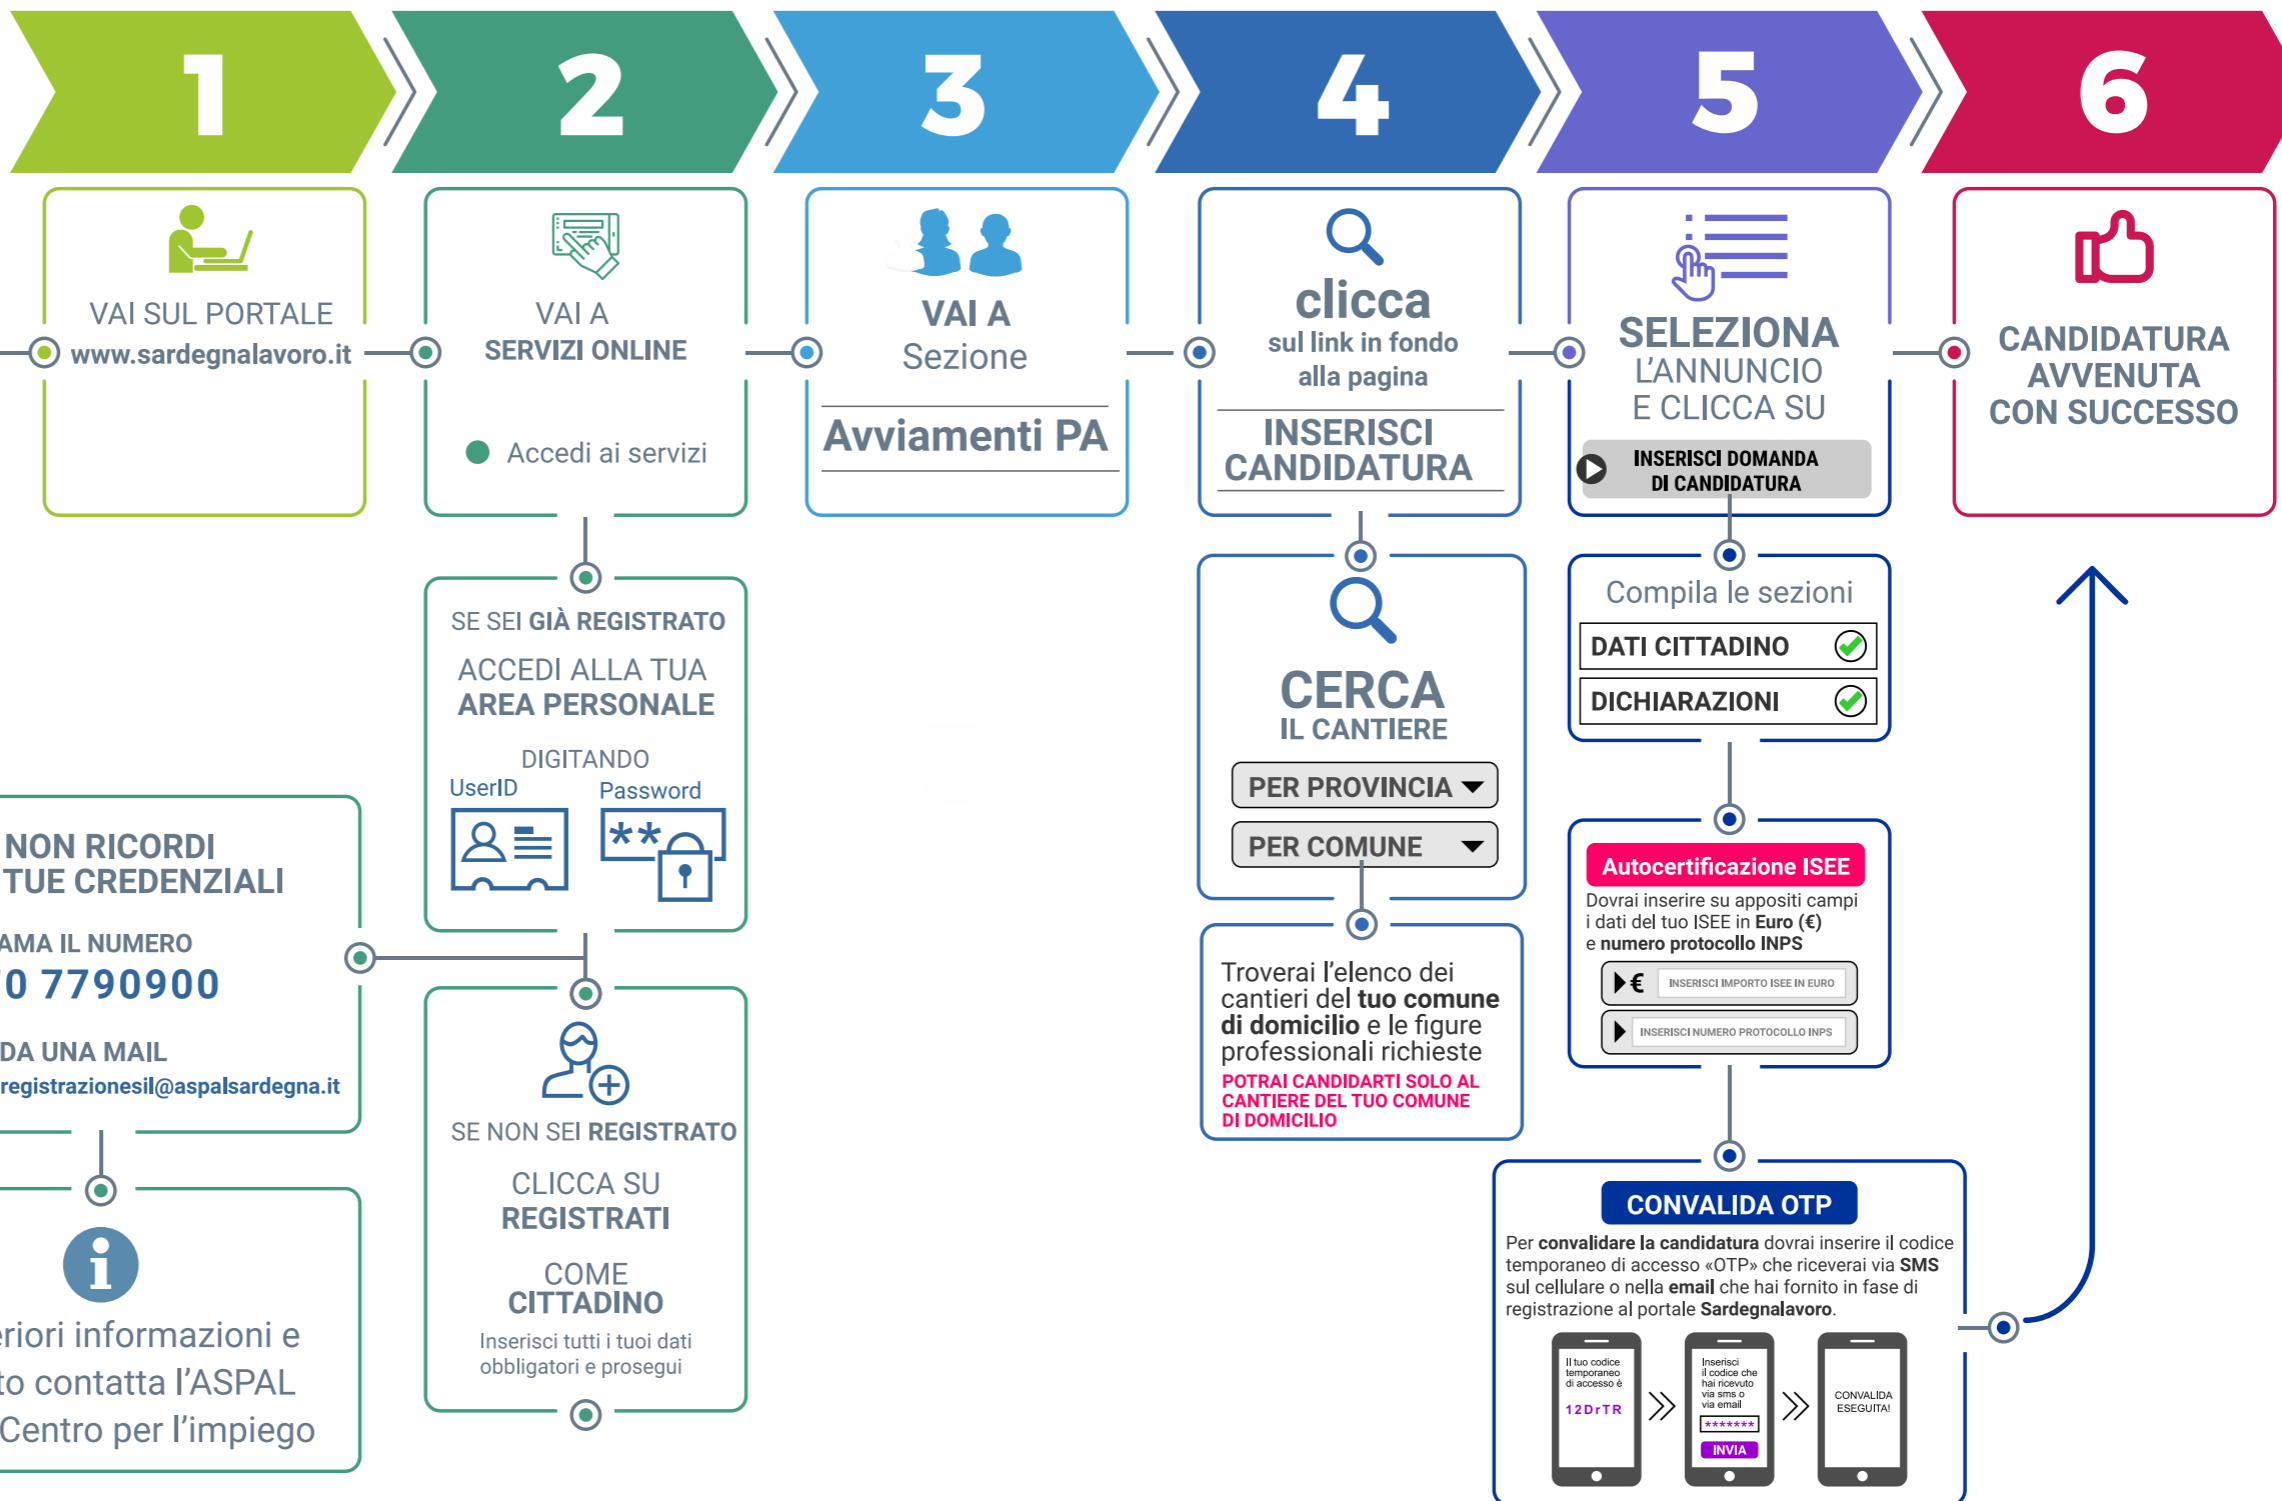 1
2
3
4
5
6
VAI SUL PORTALE
www.sardegnalavoro.it
VAI A
SERVIZI ONLINE
Accedi ai servizi
SE SEI GIÀ REGISTRATO
ACCEDI ALLA TUA
AREA PERSONALE
DIGITANDO
UserID
Password
**
NON RICORDI
TUE CREDENZIALI
AMA IL NUMERO
0 7790900
DA UNA MAIL
registrazionesil@aspalsardegna.it
i
eriori informazioni e
to contatta l'ASPAL
Centro per l'impiego
SE NON SEI REGISTRATO
CLICCA SU
REGISTRATI
COME
CITTADINO
Inserisci tutti i tuoi dati
obbligatori e prosegui
VAI A
Sezione
Avviamenti PA
clicca
sul link in fondo
alla pagina
INSERISCI
CANDIDATURA
CERCA
IL CANTIERE
PER PROVINCIA
PER COMUNE
Troverai l'elenco dei
cantieri del tuo comune
di domicilio e le figure
professionali richieste
POTRAI CANDIDARTI SOLO AL
CANTIERE DEL TUO COMUNE
DI DOMICILIO
SELEZIONA
L'ANNUNCIO
E CLICCA SU
INSERISCI DOMANDA
DI CANDIDATURA
Compila le sezioni
DATI CITTADINO
DICHIARAZIONI
Autocertificazione ISEE
Dovrai inserire su appositi campi
i dati del tuo ISEE in Euro (€)
e numero protocollo INPS
€ INSERISCI IMPORTO ISEE IN EURO
INSERISCI NUMERO PROTOCOLLO INPS
CONVALIDA OTP
Per convalidare la candidatura dovrai inserire il codice
temporaneo di accesso «OTP» che riceverai via SMS
sul cellulare o nella email che hai fornito in fase di
registrazione al portale Sardegnalavoro.
Il tuo codice
temporaneo
di accesso è
12DrTR
Inserisci
il codice che
hai ricevuto
via sms o
via email
*******
INVIA
CONVALIDA
ESEGUITA!
CANDIDATURA
AVVENUTA
CON SUCCESSO